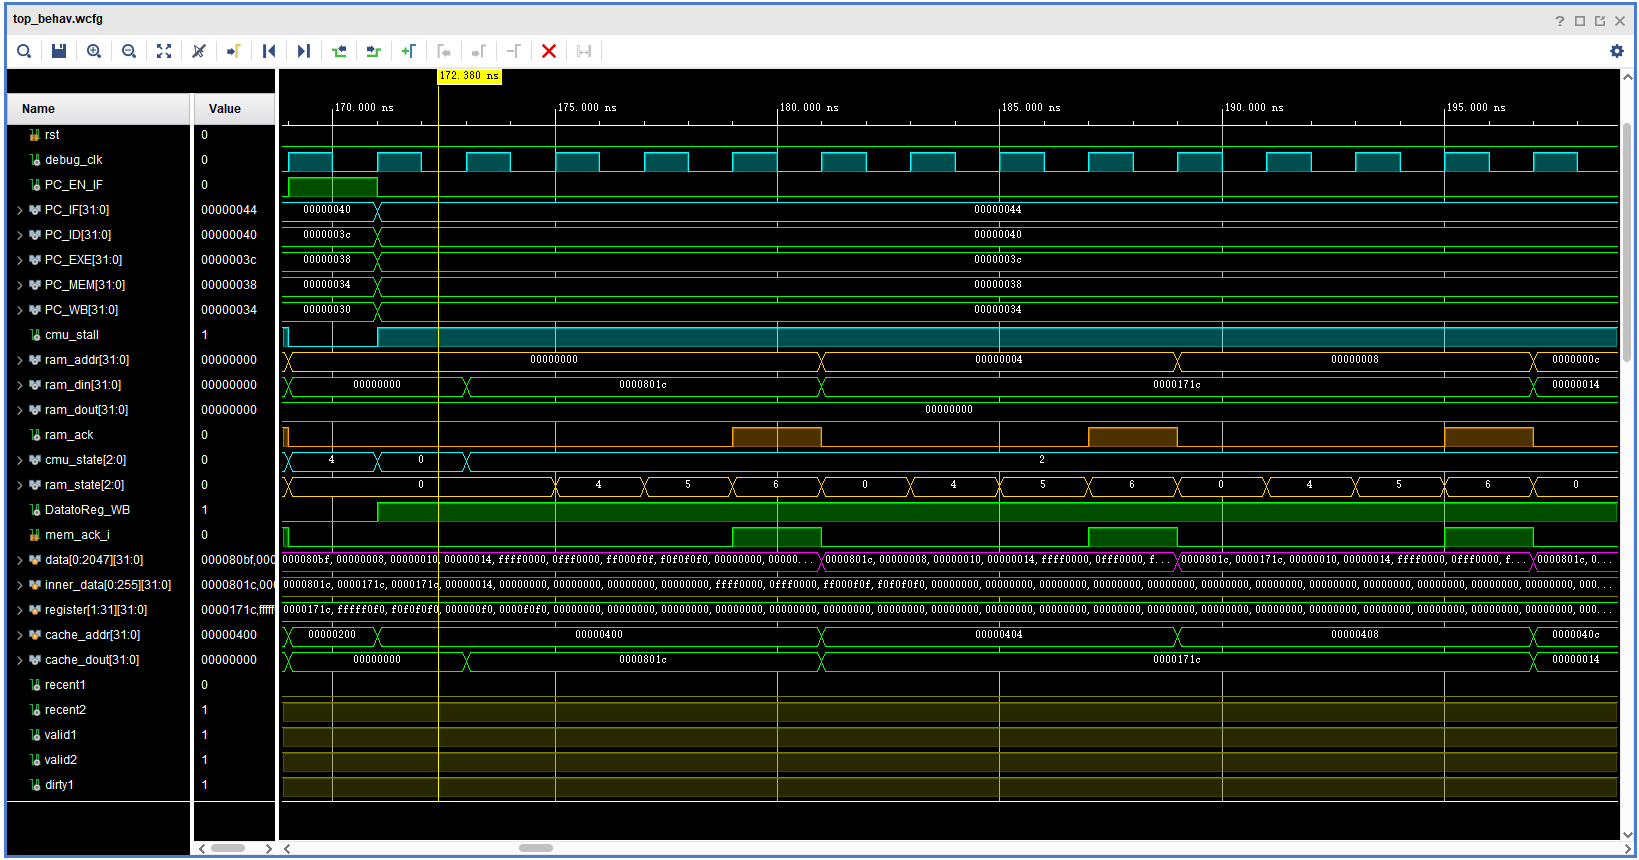 top_behav.wcfg
172.380 ns
Name Value
170.000 ns 175.000 ns 180.000 ns 185.000 ns 190.000 ns 195.000 ns
rst 0
debug_clk 0
PC_EN_IF 0
PC_IF[31:0] 00000044 00000040 00000044
PC_ID[31:0] 00000040 0000003c 00000040
PC_EXE[31:0] 0000003c 00000038 0000003c
PC_MEM[31:0] 00000038 00000034 00000038
PC_WB[31:0] 00000034 00000030 00000034
cmu_stall 1
ram_addr[31:0] 00000000 00000000 00000004 00000008 0000000c
ram_din[31:0] 00000000 00000000 0000801c 0000171c 00000014
ram_dout[31:0] 00000000 00000000
ram_ack 0
cmu_state[2:0] 0 4 0 2
ram_state[2:0] 0 0 4 5 6 0 4 5 6 0 4 5 6 0
DatatoReg_WB 1
mem_ack_i 0
data[0:2047][31:0] 000080bf,000 000080bf,00000008,00000010,00000014,ffff0000,0fff0000,ff000f0f,f0f0f0f0,00000000,00000... 0000801c,00000008,00000010,00000014,ffff0000,0fff0000,f... 0000801c,0000171c,00000010,00000014,ffff0000,0fff0000,f... 0000801c,0...
inner_data[0:255][31:0] 0000801c,000 0000801c,0000171c,0000171c,00000014,00000000,00000000,00000000,00000000,ffff0000,0fff0000,ff000f0f,f0f0f0f0,00000000,00000000,00000000,00000000,00000000,00000000,00000000,00000000,00000000,000...
register[1:31][31:0] 0000171c,fffff 0000171c,fffff0f0,f0f0f0f0,00000f0,0000f0f0,00000000,00000000,00000000,00000000,00000000,00000000,00000000,00000000,00000000,00000000,00000000,00000000,00000000,00000000,00000000,00000000,000...
cache_addr[31:0] 00000400 00000200 00000400 00000404 00000408 0000040c
cache_dout[31:0] 00000000 00000000 0000801c 0000171c 00000014
recent1 0
recent2 1
valid1 1
valid2 1
dirty1 1